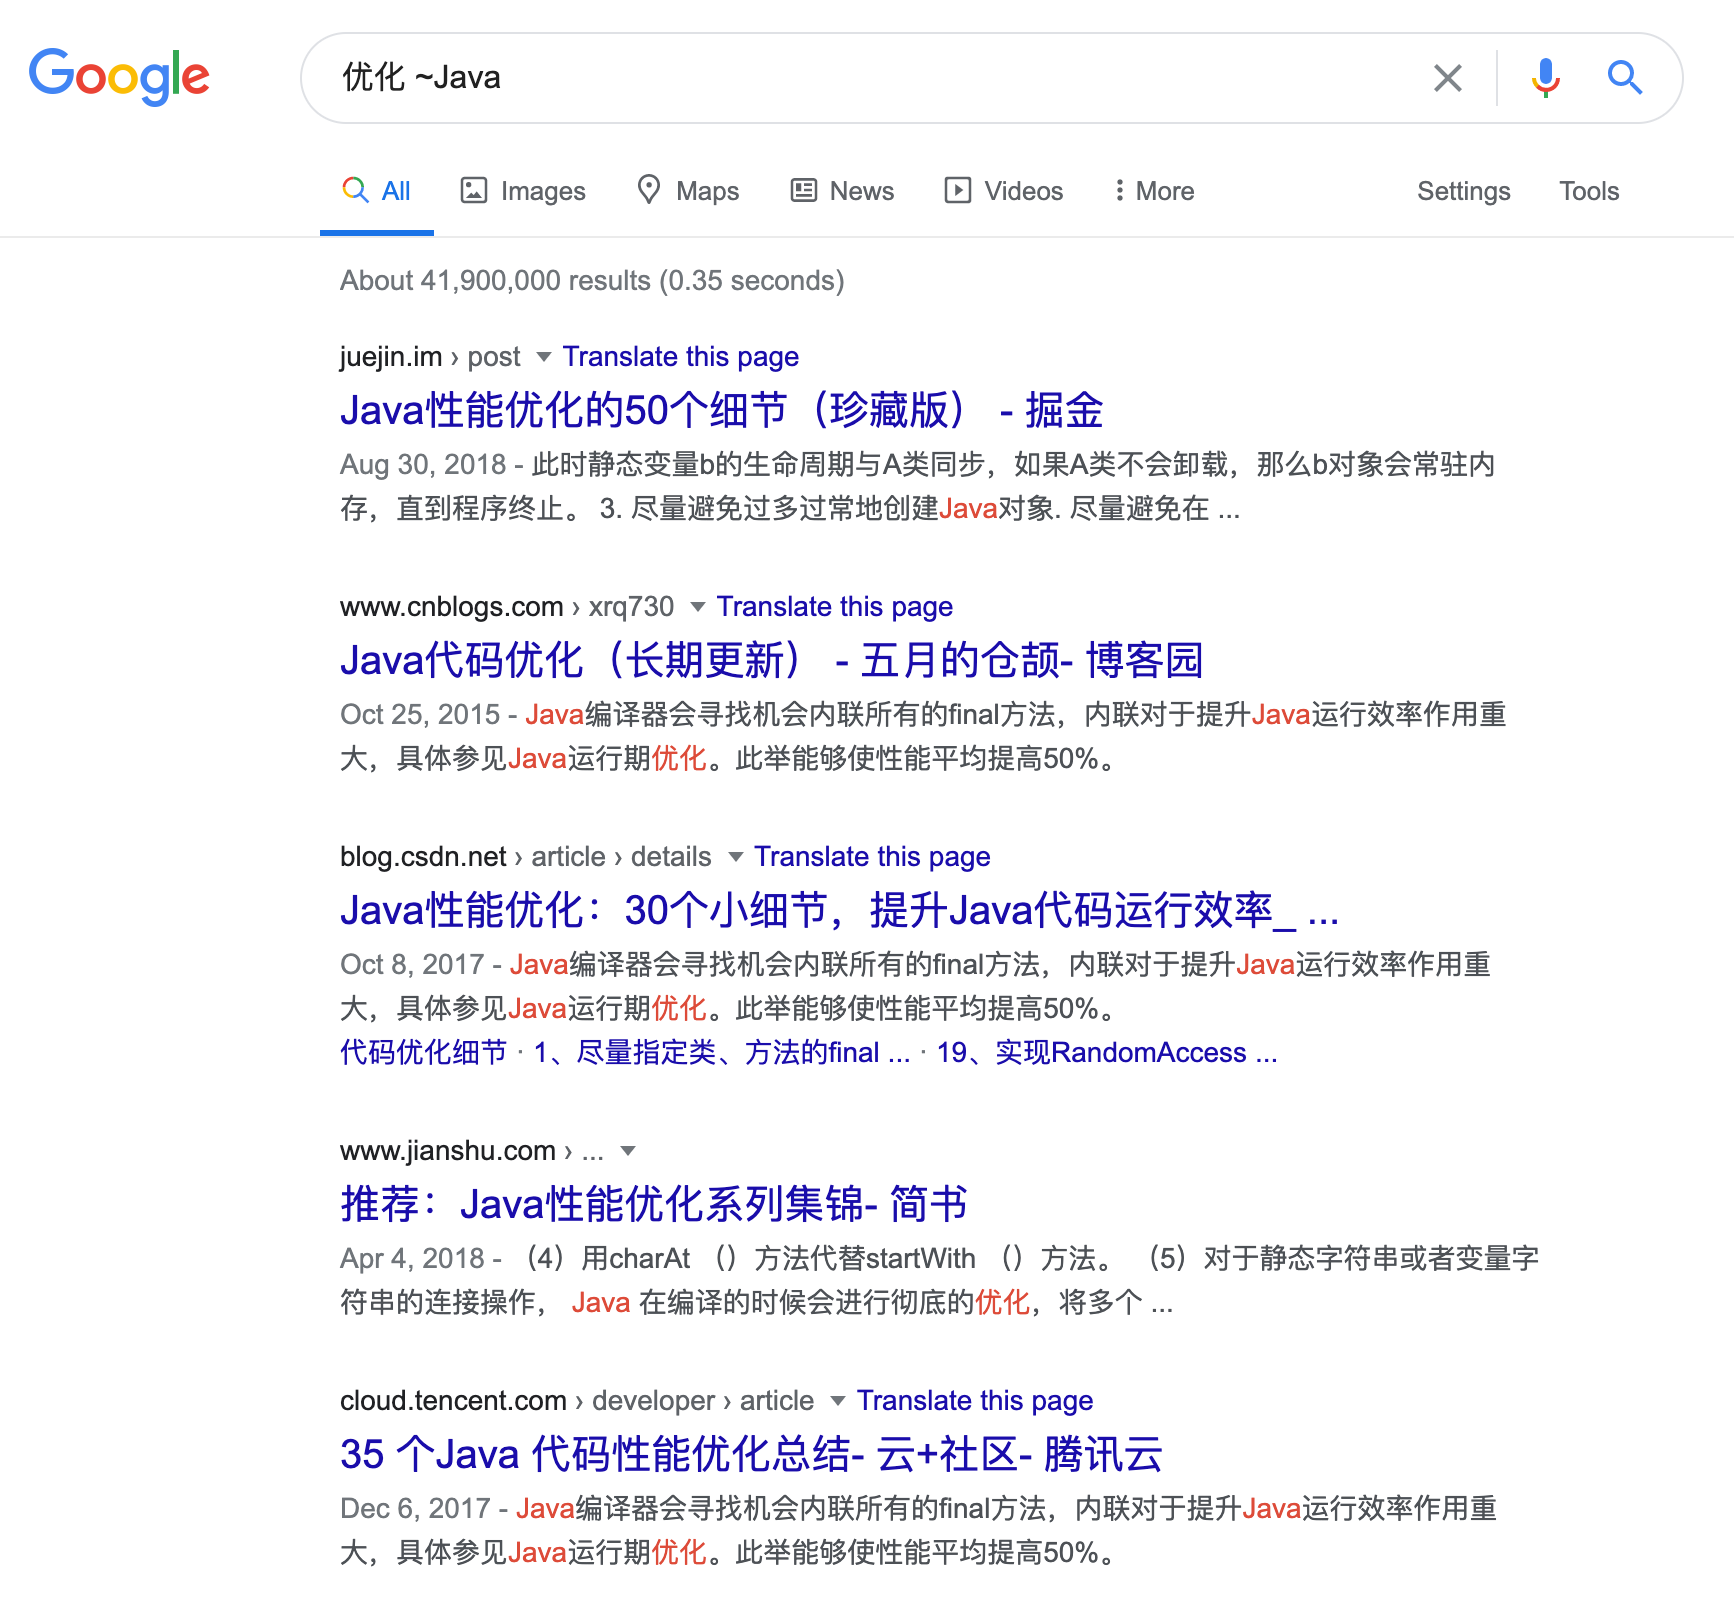 Google
优化 ~Java
All Images Maps News Videos More Settings Tools
About 41,900,000 results (0.35 seconds)
juejin.im › post Translate this page
Java性能优化的50个细节（珍藏版） - 掘金
Aug 30, 2018 - 此时静态变量b的生命周期与A类同步，如果A类不会卸载，那么b对象会常驻内
存，直到程序终止。 3. 尽量避免过多过常地创建Java对象. 尽量避免在 ...
www.cnblogs.com › xrq730 Translate this page
Java代码优化（长期更新） - 五月的仓颉- 博客园
Oct 25, 2015 - Java编译器会寻找机会内联所有的final方法，内联对于提升Java运行效率作用重
大，具体参见Java运行期优化。此举能够使性能平均提高50%。
blog.csdn.net › article › details Translate this page
Java性能优化：30个小细节，提升Java代码运行效率_ ...
Oct 8, 2017 - Java编译器会寻找机会内联所有的final方法，内联对于提升Java运行效率作用重
大，具体参见Java运行期优化。此举能够使性能平均提高50%。
代码优化细节 · 1、尽量指定类、方法的final ... · 19、实现RandomAccess ...
www.jianshu.com › ...
推荐：Java性能优化系列集锦- 简书
Apr 4, 2018 - （4）用charAt （）方法代替startWith （）方法。 （5）对于静态字符串或者变量字
符串的连接操作， Java 在编译的时候会进行彻底的优化，将多个 ...
cloud.tencent.com › developer › article Translate this page
35 个Java 代码性能优化总结- 云+社区- 腾讯云
Dec 6, 2017 - Java编译器会寻找机会内联所有的final方法，内联对于提升Java运行效率作用重
大，具体参见Java运行期优化。此举能够使性能平均提高50%。